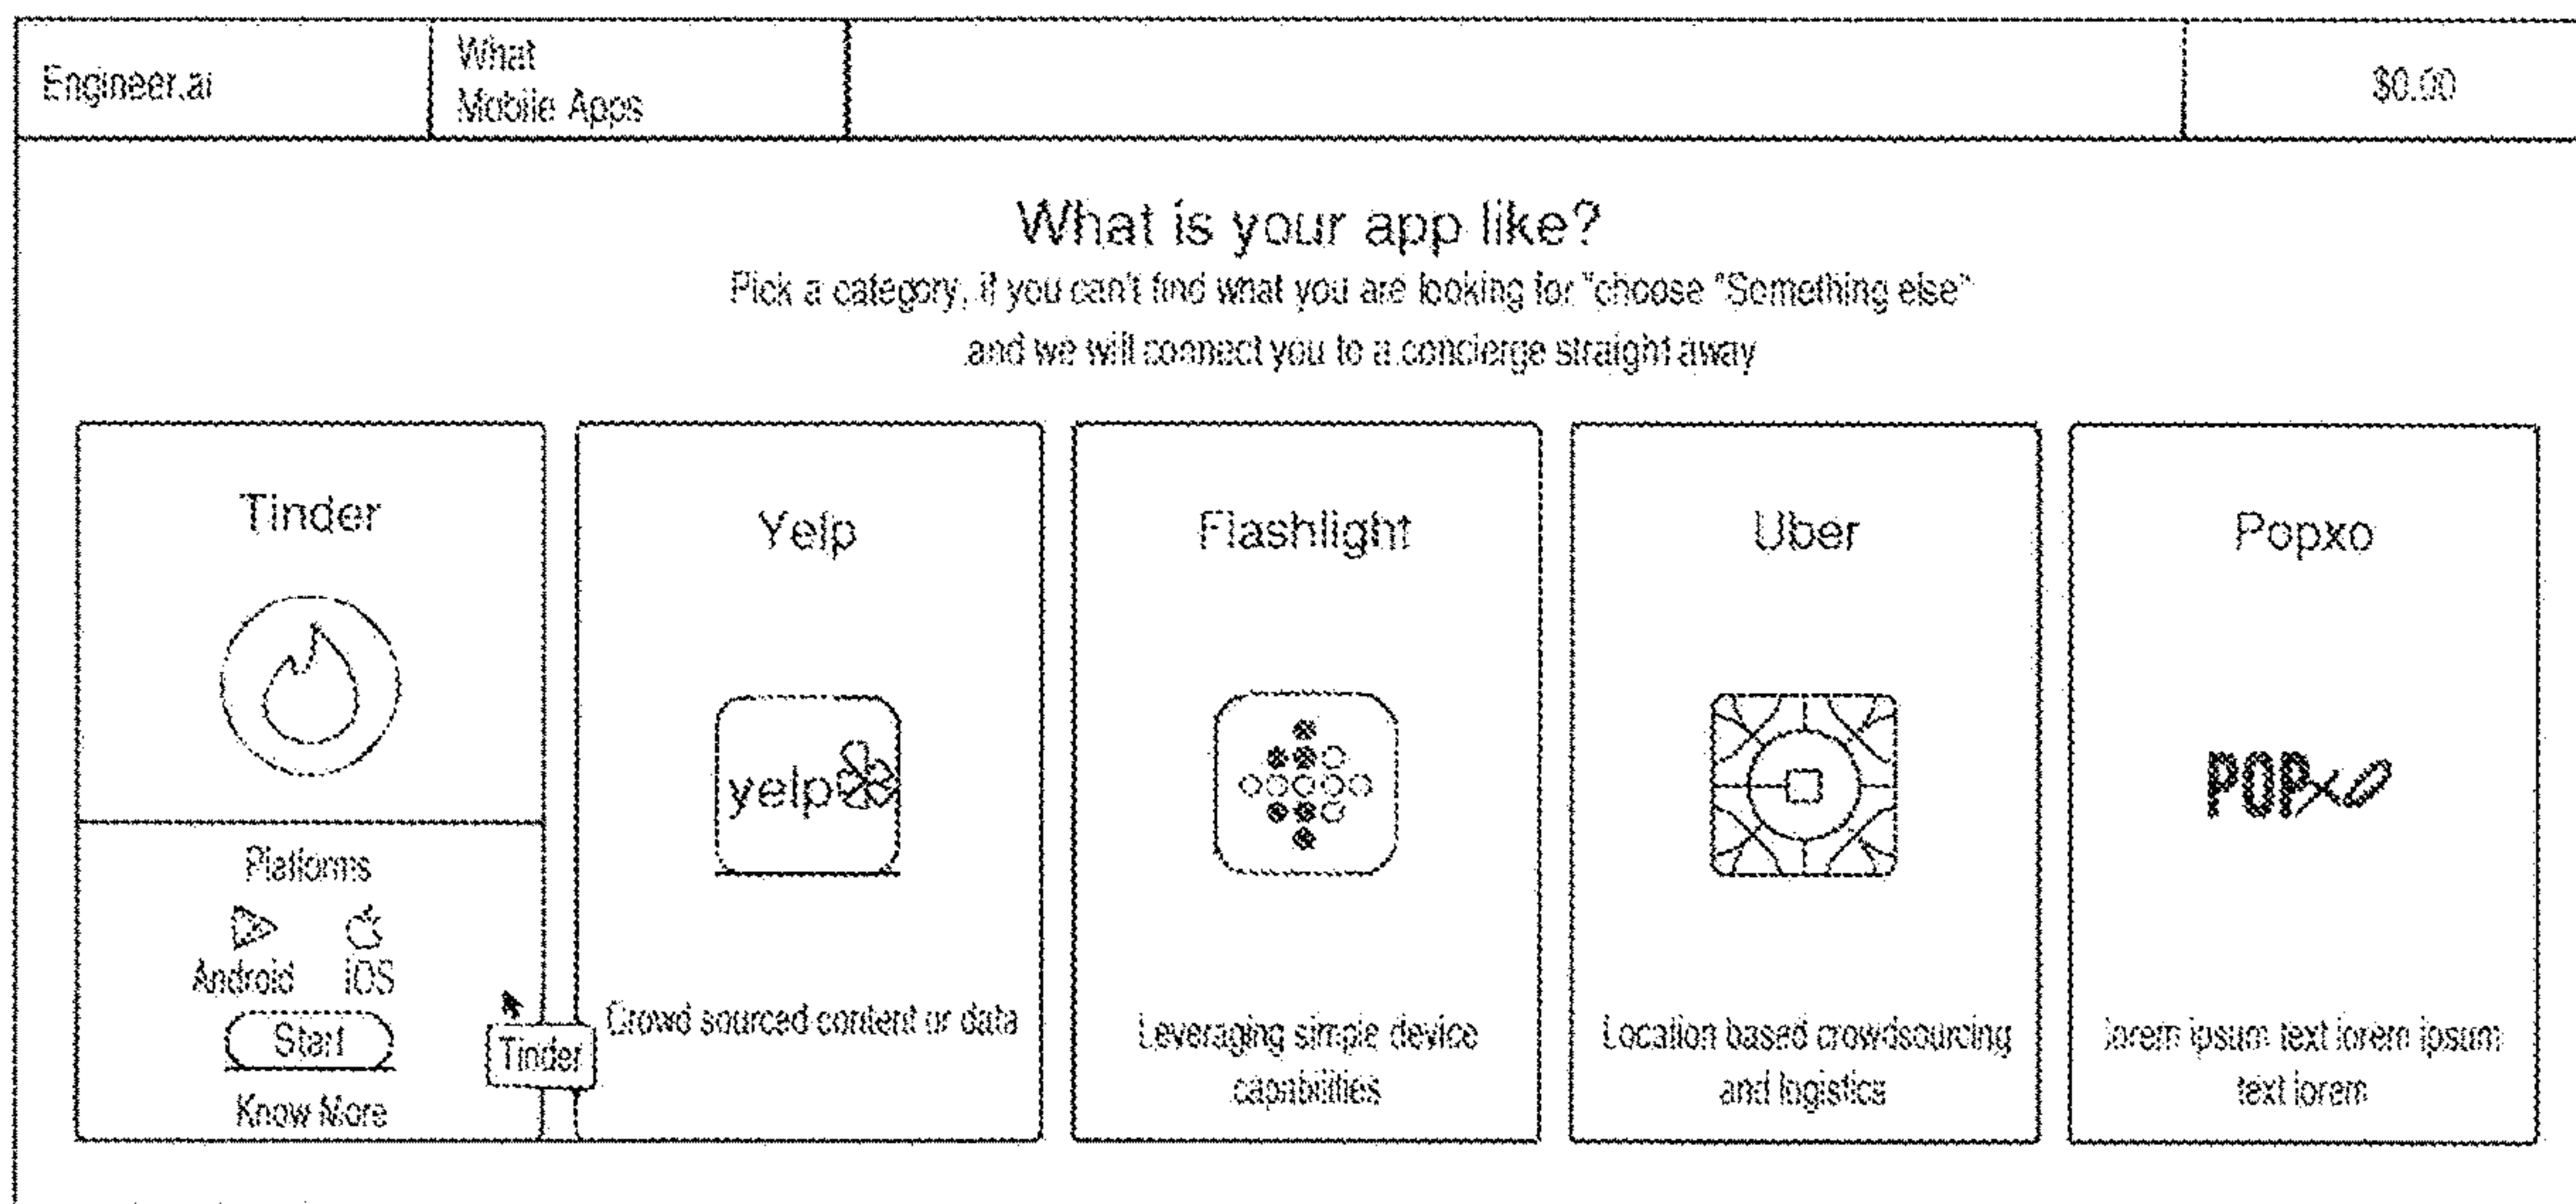 Engineer.ai
What
Mobile Apps
$0.00
What is your app like?
Pick a category, if you can't find what you are looking for "choose "Something else"
and we will connect you to a concierge straight away
Tinder
Platforms
Android iOS
Start
Know More
Tinder
Yelp
yelp
Crowd sourced content or data
Flashlight
Leveraging simple device
capabilities
Uber
Location based crowdsourcing
and logistics
Popxo
POPxo
lorem ipsum text lorem ipsum
text lorem